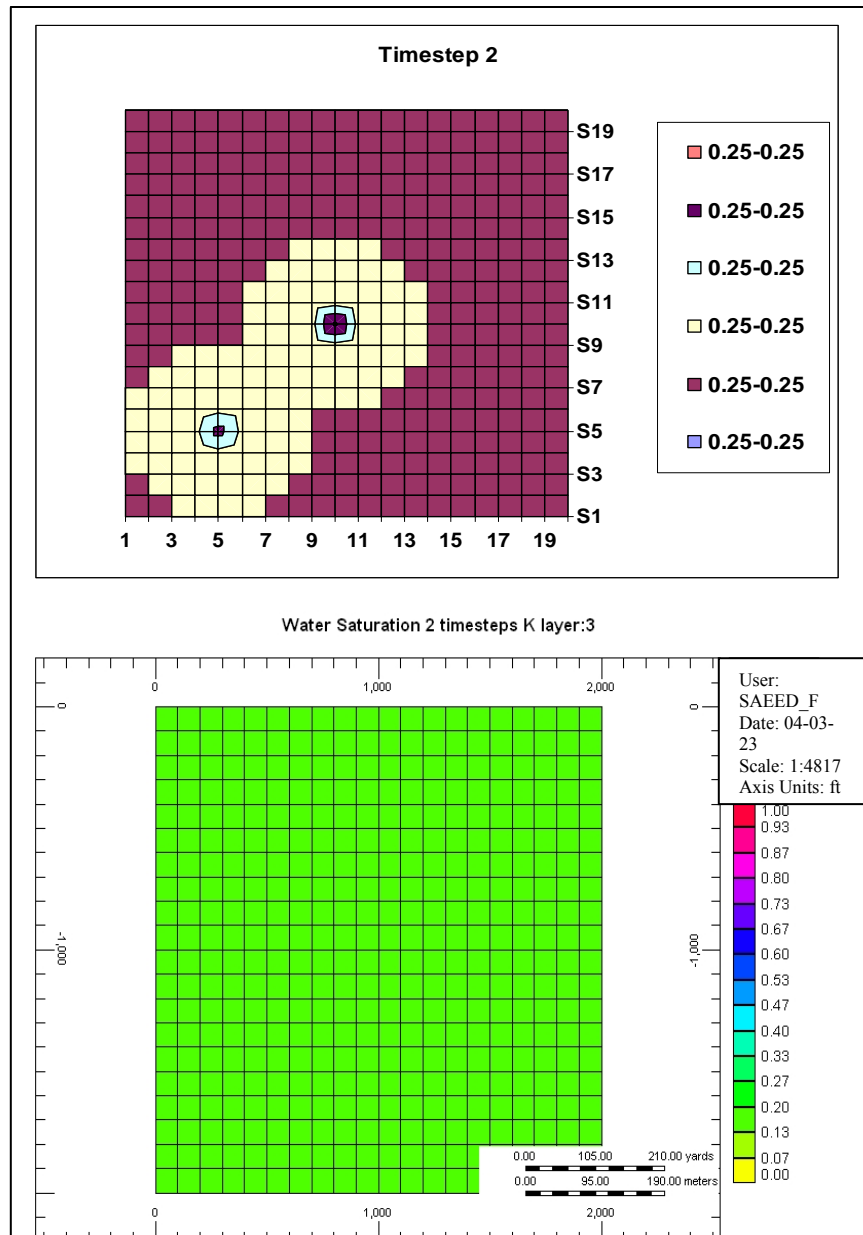 Timestep 2
S19
S17
S15
S13
S11
S9
S7
S5
S3
S1
1 3 5 7 9 11 13 15 17 19
0.25-0.25
0.25-0.25
0.25-0.25
0.25-0.25
0.25-0.25
0.25-0.25
Water Saturation 2 timesteps K layer:3
0 1,000 2,000
0
-1,000
0
-1,000
User:
SAEED_F
Date: 04-03-
23
Scale: 1:4817
Axis Units: ft
1.00
0.93
0.87
0.80
0.73
0.67
0.60
0.53
0.47
0.40
0.33
0.27
0.20
0.13
0.07
0.00
0.00 105.00 210.00 yards
0.00 95.00 190.00 meters
0 1,000 2,000